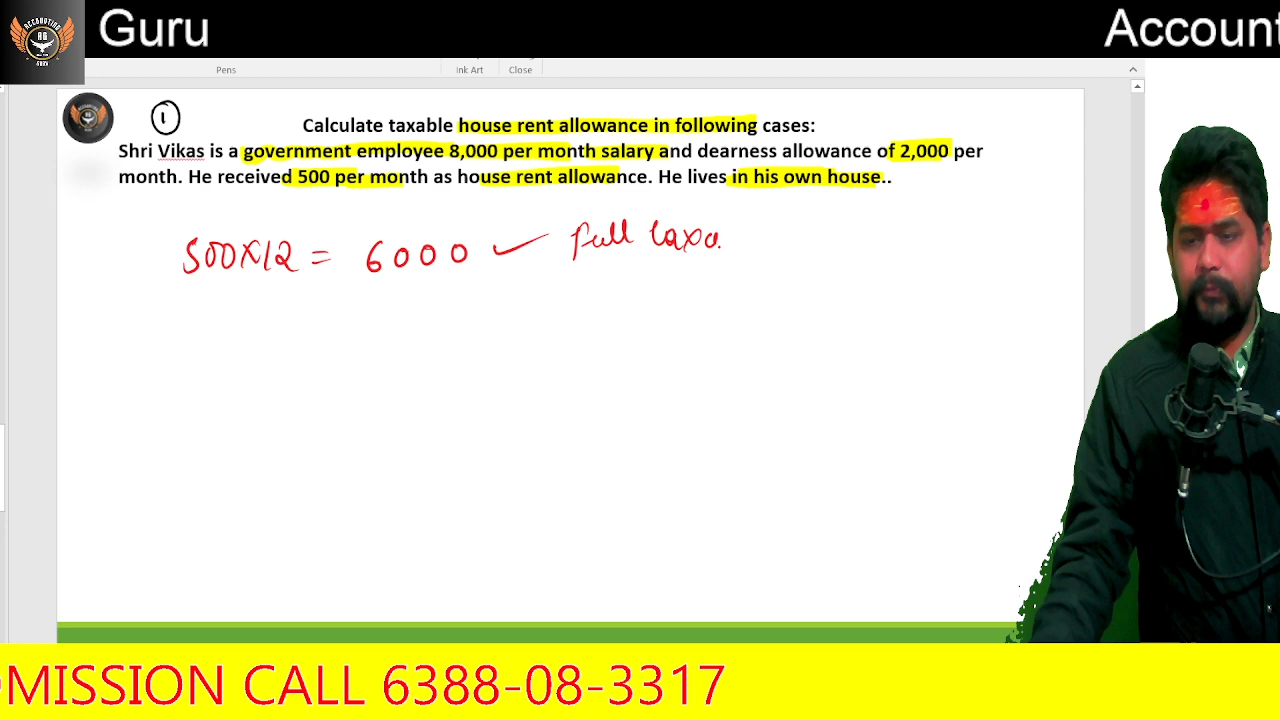 Guru
Account
Pens
Ink Art
Close
1
Calculate taxable house rent allowance in following cases:
Shri Vikas is a government employee 8,000 per month salary and dearness allowance of 2,000 per
month. He received 500 per month as house rent allowance. He lives in his own house..
500×12 = 6000 ✓ full taxa
MISSION CALL 6388-08-3317